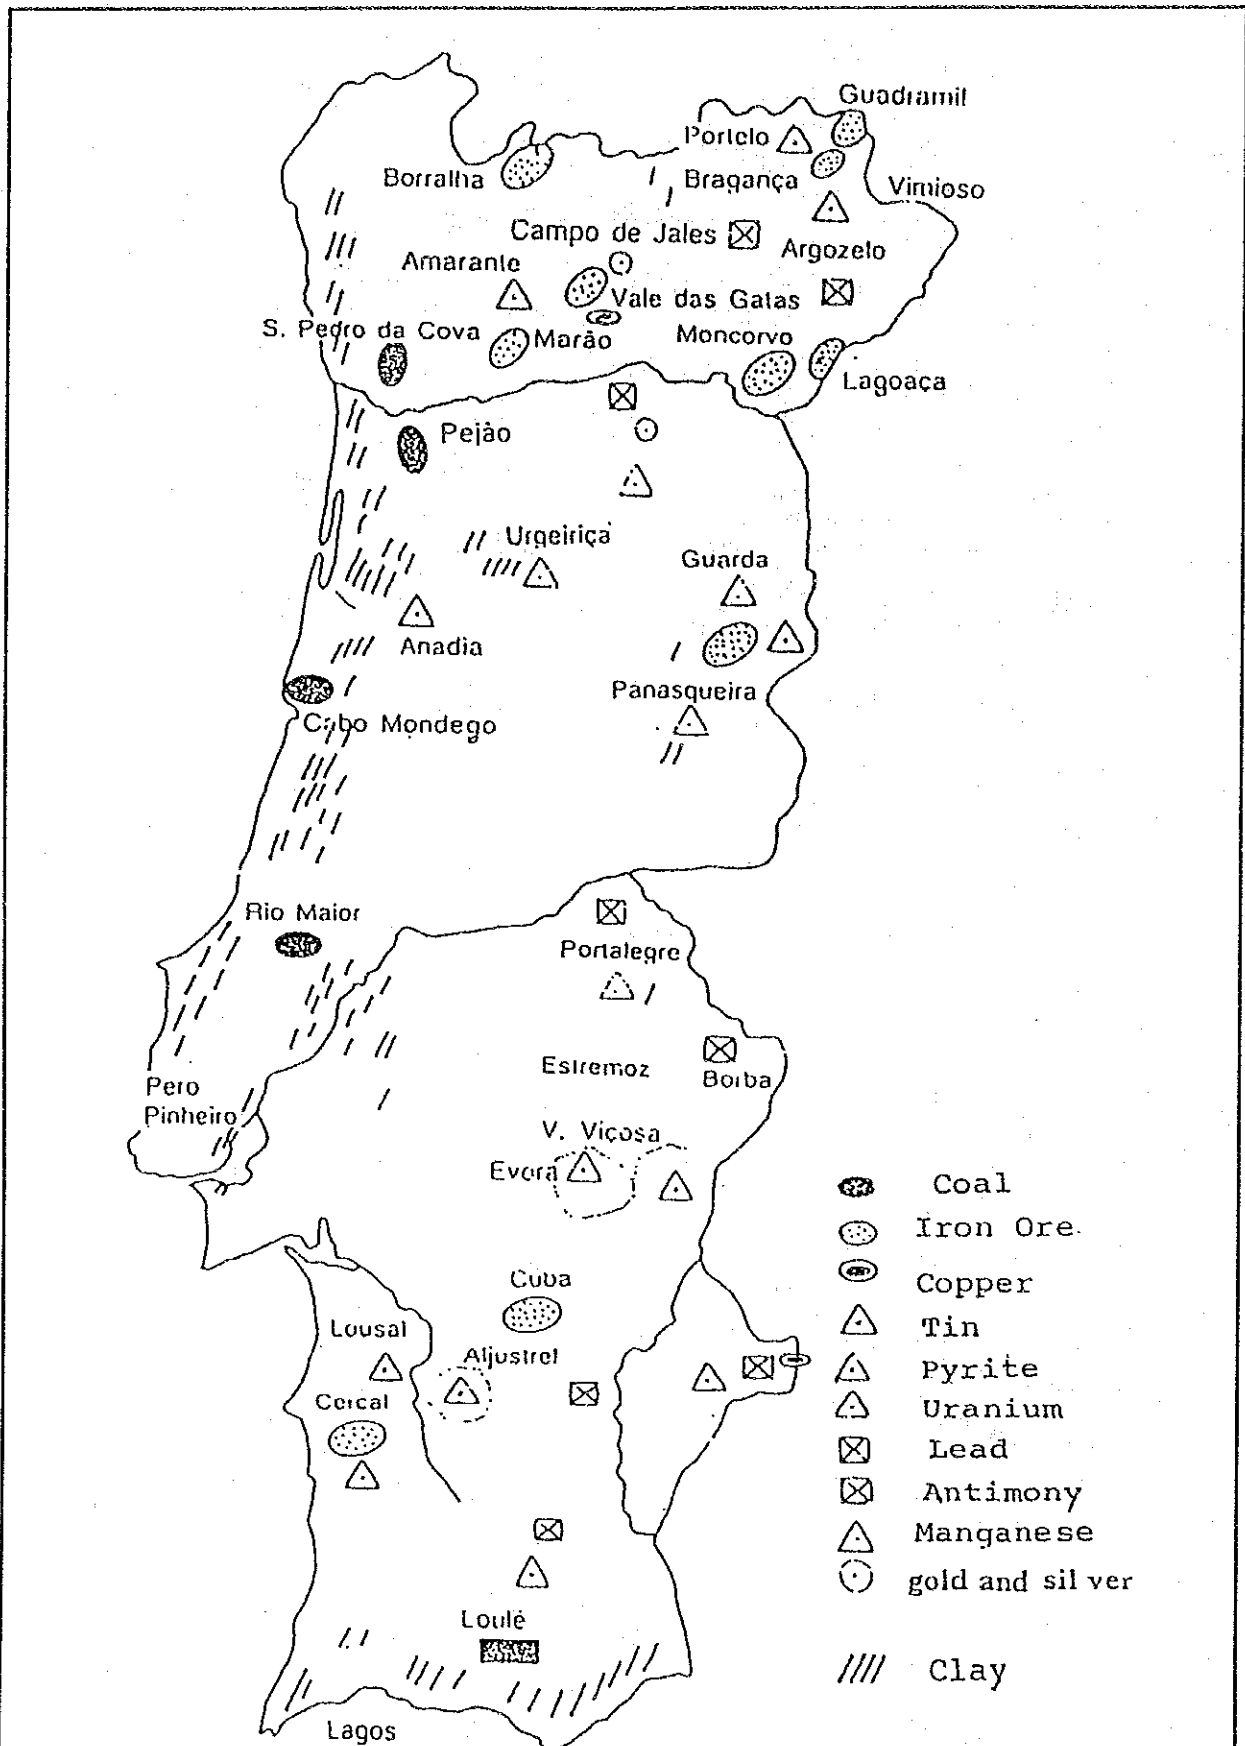 Guadramil
Portelo
Borralha
Bragança
Vimioso
Campo de Jales
Argozelo
Amarante
Vale das Gatas
S. Pedro da Cova
Marão
Moncorvo
Lagoaça
Pejão
Urgeiriça
Guarda
Anadia
Panasqueira
Cabo Mondego
Rio Maior
Portalegre
Estremoz
Borba
Pero
Pinheiro
V. Viçosa
Evora
Cuba
Lousal
Aljustrel
Cercal
Loulé
Lagos
Coal
Iron Ore
Copper
Tin
Pyrite
Uranium
Lead
Antimony
Manganese
gold and silver
Clay